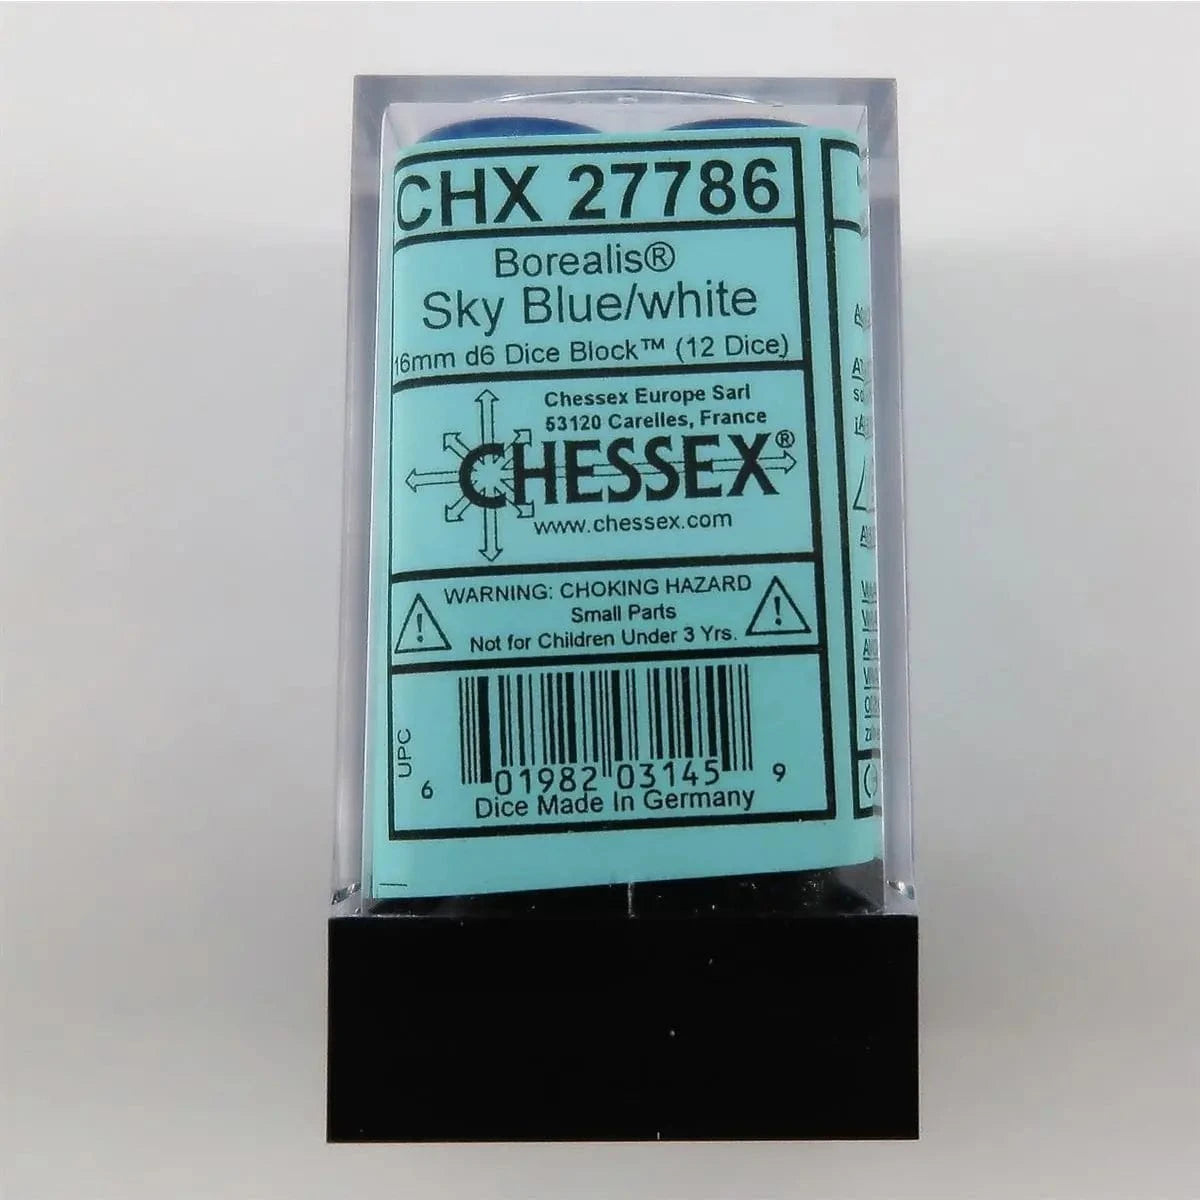 CHX 27786
Borealis®
Sky Blue/white
16mm d6 Dice Block™ (12 Dice)
Chessex Europe Sarl
53120 Carelles, France
CHESSEX®
www.chessex.com
WARNING: CHOKING HAZARD
Small Parts
Not for Children Under 3 Yrs.
UPC
6 01982 03145 9
Dice Made In Germany